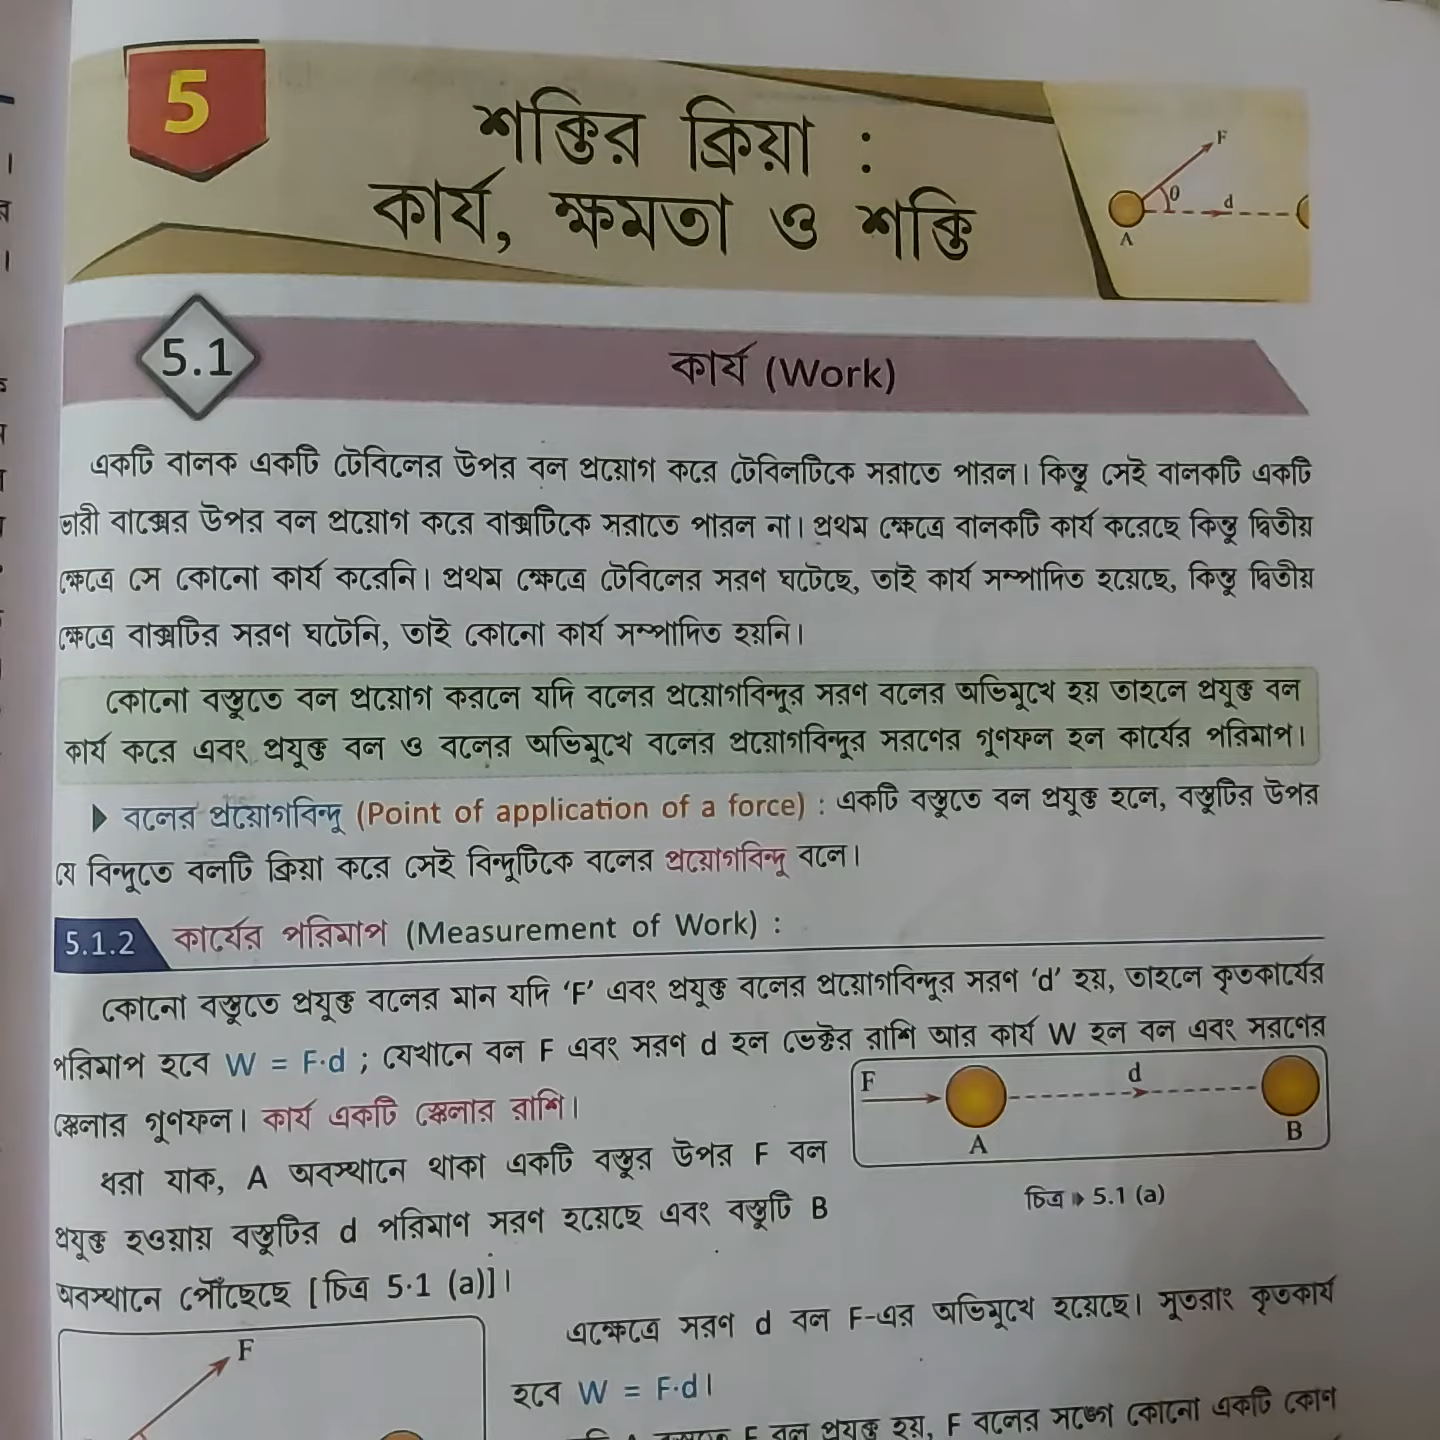 5
শক্তির ক্রিয়া :
কার্য, ক্ষমতা ও শক্তি
F
θ
d
A
5.1
কার্য (Work)
একটি বালক একটি টেবিলের উপর বল প্রয়োগ করে টেবিলটিকে সরাতে পারল। কিন্তু সেই বালকটি একটি
ভারী বাক্সের উপর বল প্রয়োগ করে বাক্সটিকে সরাতে পারল না। প্রথম ক্ষেত্রে বালকটি কার্য করেছে কিন্তু দ্বিতীয়
ক্ষেত্রে সে কোনো কার্য করেনি। প্রথম ক্ষেত্রে টেবিলের সরণ ঘটেছে, তাই কার্য সম্পাদিত হয়েছে, কিন্তু দ্বিতীয়
ক্ষেত্রে বাক্সটির সরণ ঘটেনি, তাই কোনো কার্য সম্পাদিত হয়নি।
কোনো বস্তুতে বল প্রয়োগ করলে যদি বলের প্রয়োগবিন্দুর সরণ বলের অভিমুখে হয় তাহলে প্রযুক্ত বল
কার্য করে এবং প্রযুক্ত বল ও বলের অভিমুখে বলের প্রয়োগবিন্দুর সরণের গুণফল হল কার্যের পরিমাপ।
▶ বলের প্রয়োগবিন্দু (Point of application of a force) : একটি বস্তুতে বল প্রযুক্ত হলে, বস্তুটির উপর
যে বিন্দুতে বলটি ক্রিয়া করে সেই বিন্দুটিকে বলের প্রয়োগবিন্দু বলে।
5.1.2 কার্যের পরিমাপ (Measurement of Work) :
কোনো বস্তুতে প্রযুক্ত বলের মান যদি ‘F’ এবং প্রযুক্ত বলের প্রয়োগবিন্দুর সরণ ‘d’ হয়, তাহলে কৃতকার্যের
পরিমাপ হবে W = F·d ; যেখানে বল F এবং সরণ d হল ভেক্টর রাশি আর কার্য W হল বল এবং সরণের
স্কেলার গুণফল। কার্য একটি স্কেলার রাশি।
F
d
A
B
চিত্র 5.1 (a)
ধরা যাক, A অবস্থানে থাকা একটি বস্তুর উপর F বল
প্রযুক্ত হওয়ায় বস্তুটির d পরিমাণ সরণ হয়েছে এবং বস্তুটি B
অবস্থানে পৌঁছেছে [চিত্র 5·1 (a)]।
F
এক্ষেত্রে সরণ d বল F-এর অভিমুখে হয়েছে। সুতরাং কৃতকার্য
হবে W = F·d।
F বল প্রযুক্ত হয়, F বলের সঙ্গে কোনো একটি কোণ